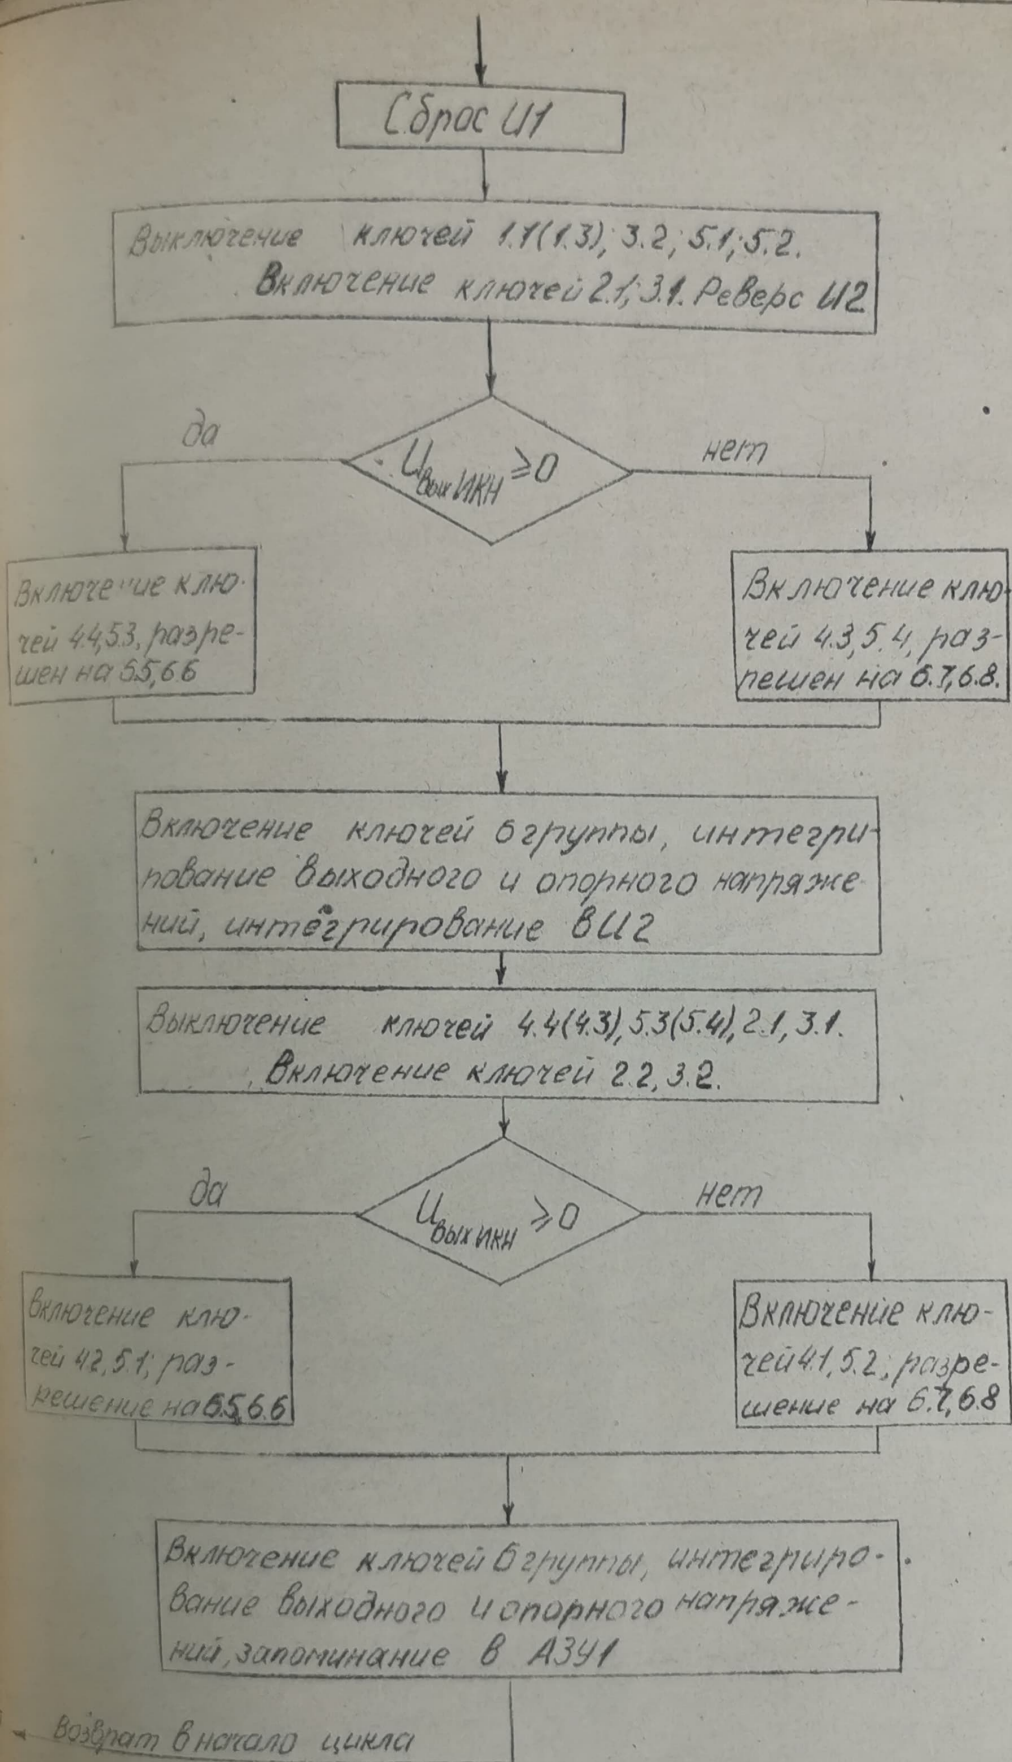 Сброс И1
Выключение ключей 1.1(1.3); 3.2; 5.1; 5.2.
Включение ключей 2.1; 3.1. Реверс И2
да
нет
Uвых ИКН ≥0
Включение клю-
чей 4.4, 5.3, разре-
шен на 6.5, 6.6
Включение клю-
чей 4.3, 5.4, раз-
решен на 6.7, 6.8.
Включение ключей 6 группы, интегри-
рование выходного и опорного напряже
ний, интегрирование в И2
Выключение ключей 4.4(4.3), 5.3(5.4), 2.1, 3.1.
Включение ключей 2.2, 3.2.
да
нет
Uвых ИКН ≥0
Включение клю-
чей 4.2, 5.1; раз-
решение на 6.5, 6.6
Включение клю-
чей 4.1, 5.2; разре-
шение на 6.7, 6.8
Включение ключей 6 группы, интегриро-
вание выходного и опорного напряже-
ний, запоминание в АЗУ1
Возврат в начало цикла